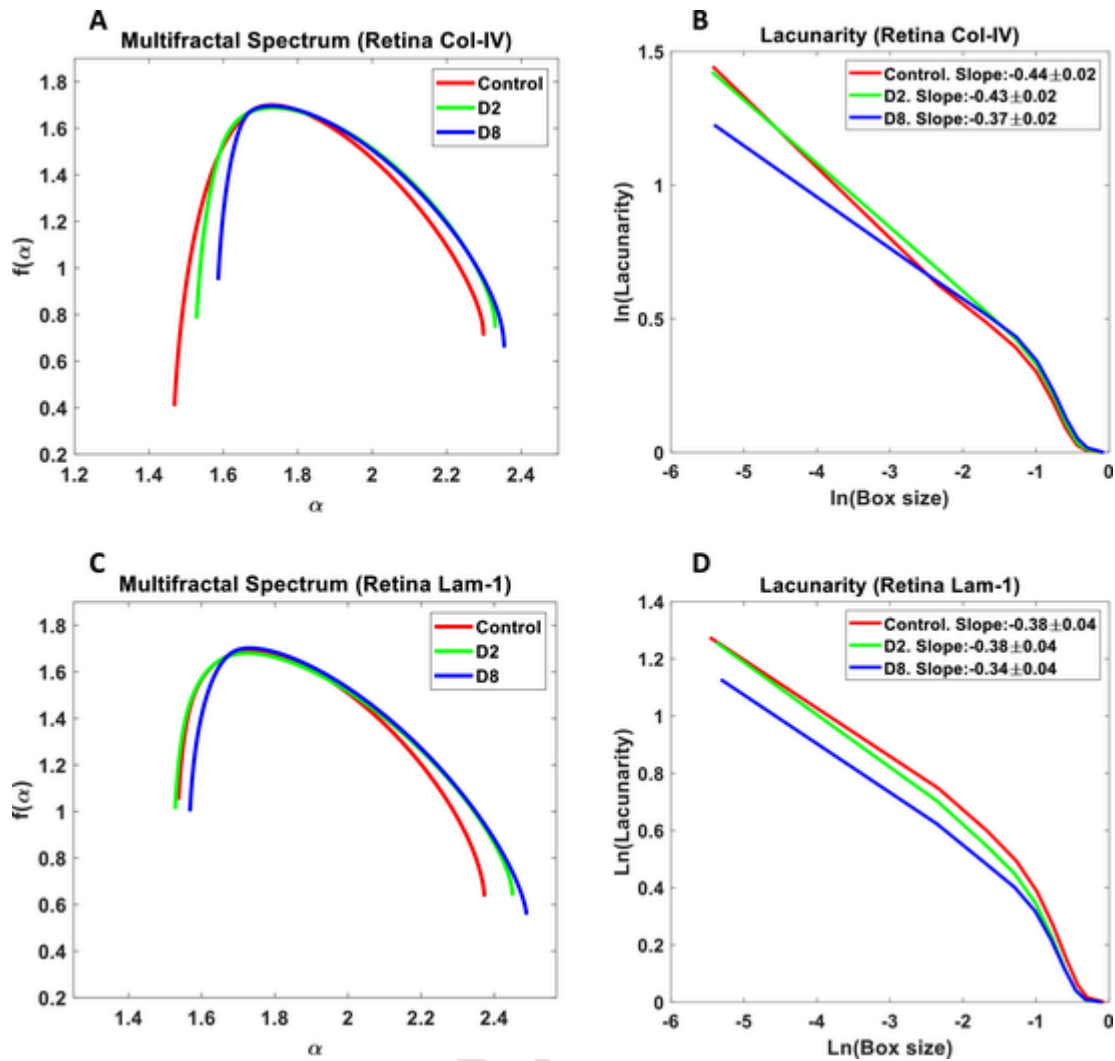 A
Multifractal Spectrum (Retina Col-IV)
Control
D2
D8
f(α)
1.8
1.6
1.4
1.2
1
0.8
0.6
0.4
0.2
1.2 1.4 1.6 1.8 2 2.2 2.4
α
B
Lacunarity (Retina Col-IV)
Control. Slope:-0.44±0.02
D2. Slope:-0.43±0.02
D8. Slope:-0.37±0.02
ln(Lacunarity)
1.5
1
0.5
0
-6 -5 -4 -3 -2 -1 0
ln(Box size)
C
Multifractal Spectrum (Retina Lam-1)
Control
D2
D8
f(α)
1.8
1.6
1.4
1.2
1
0.8
0.6
0.4
0.2
1.4 1.6 1.8 2 2.2 2.4
α
D
Lacunarity (Retina Lam-1)
Control. Slope:-0.38±0.04
D2. Slope:-0.38±0.04
D8. Slope:-0.34±0.04
Ln(Lacunarity)
1.4
1.2
1
0.8
0.6
0.4
0.2
0
-6 -5 -4 -3 -2 -1 0
Ln(Box size)